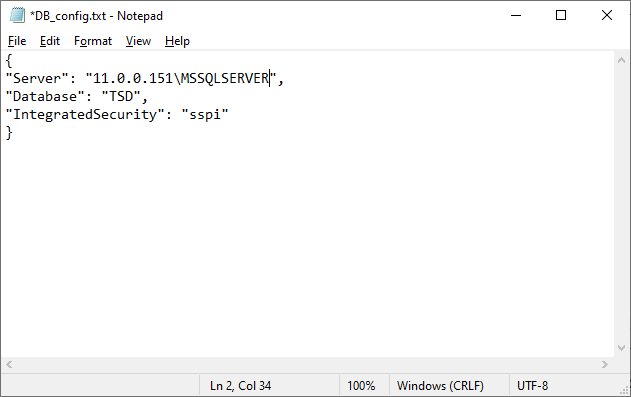 *DB_config.txt - Notepad
File Edit Format View Help
{
"Server": "11.0.0.151\MSSQLSERVER",
"Database": "TSD",
"IntegratedSecurity": "sspi"
}
Ln 2, Col 34 100% Windows (CRLF) UTF-8